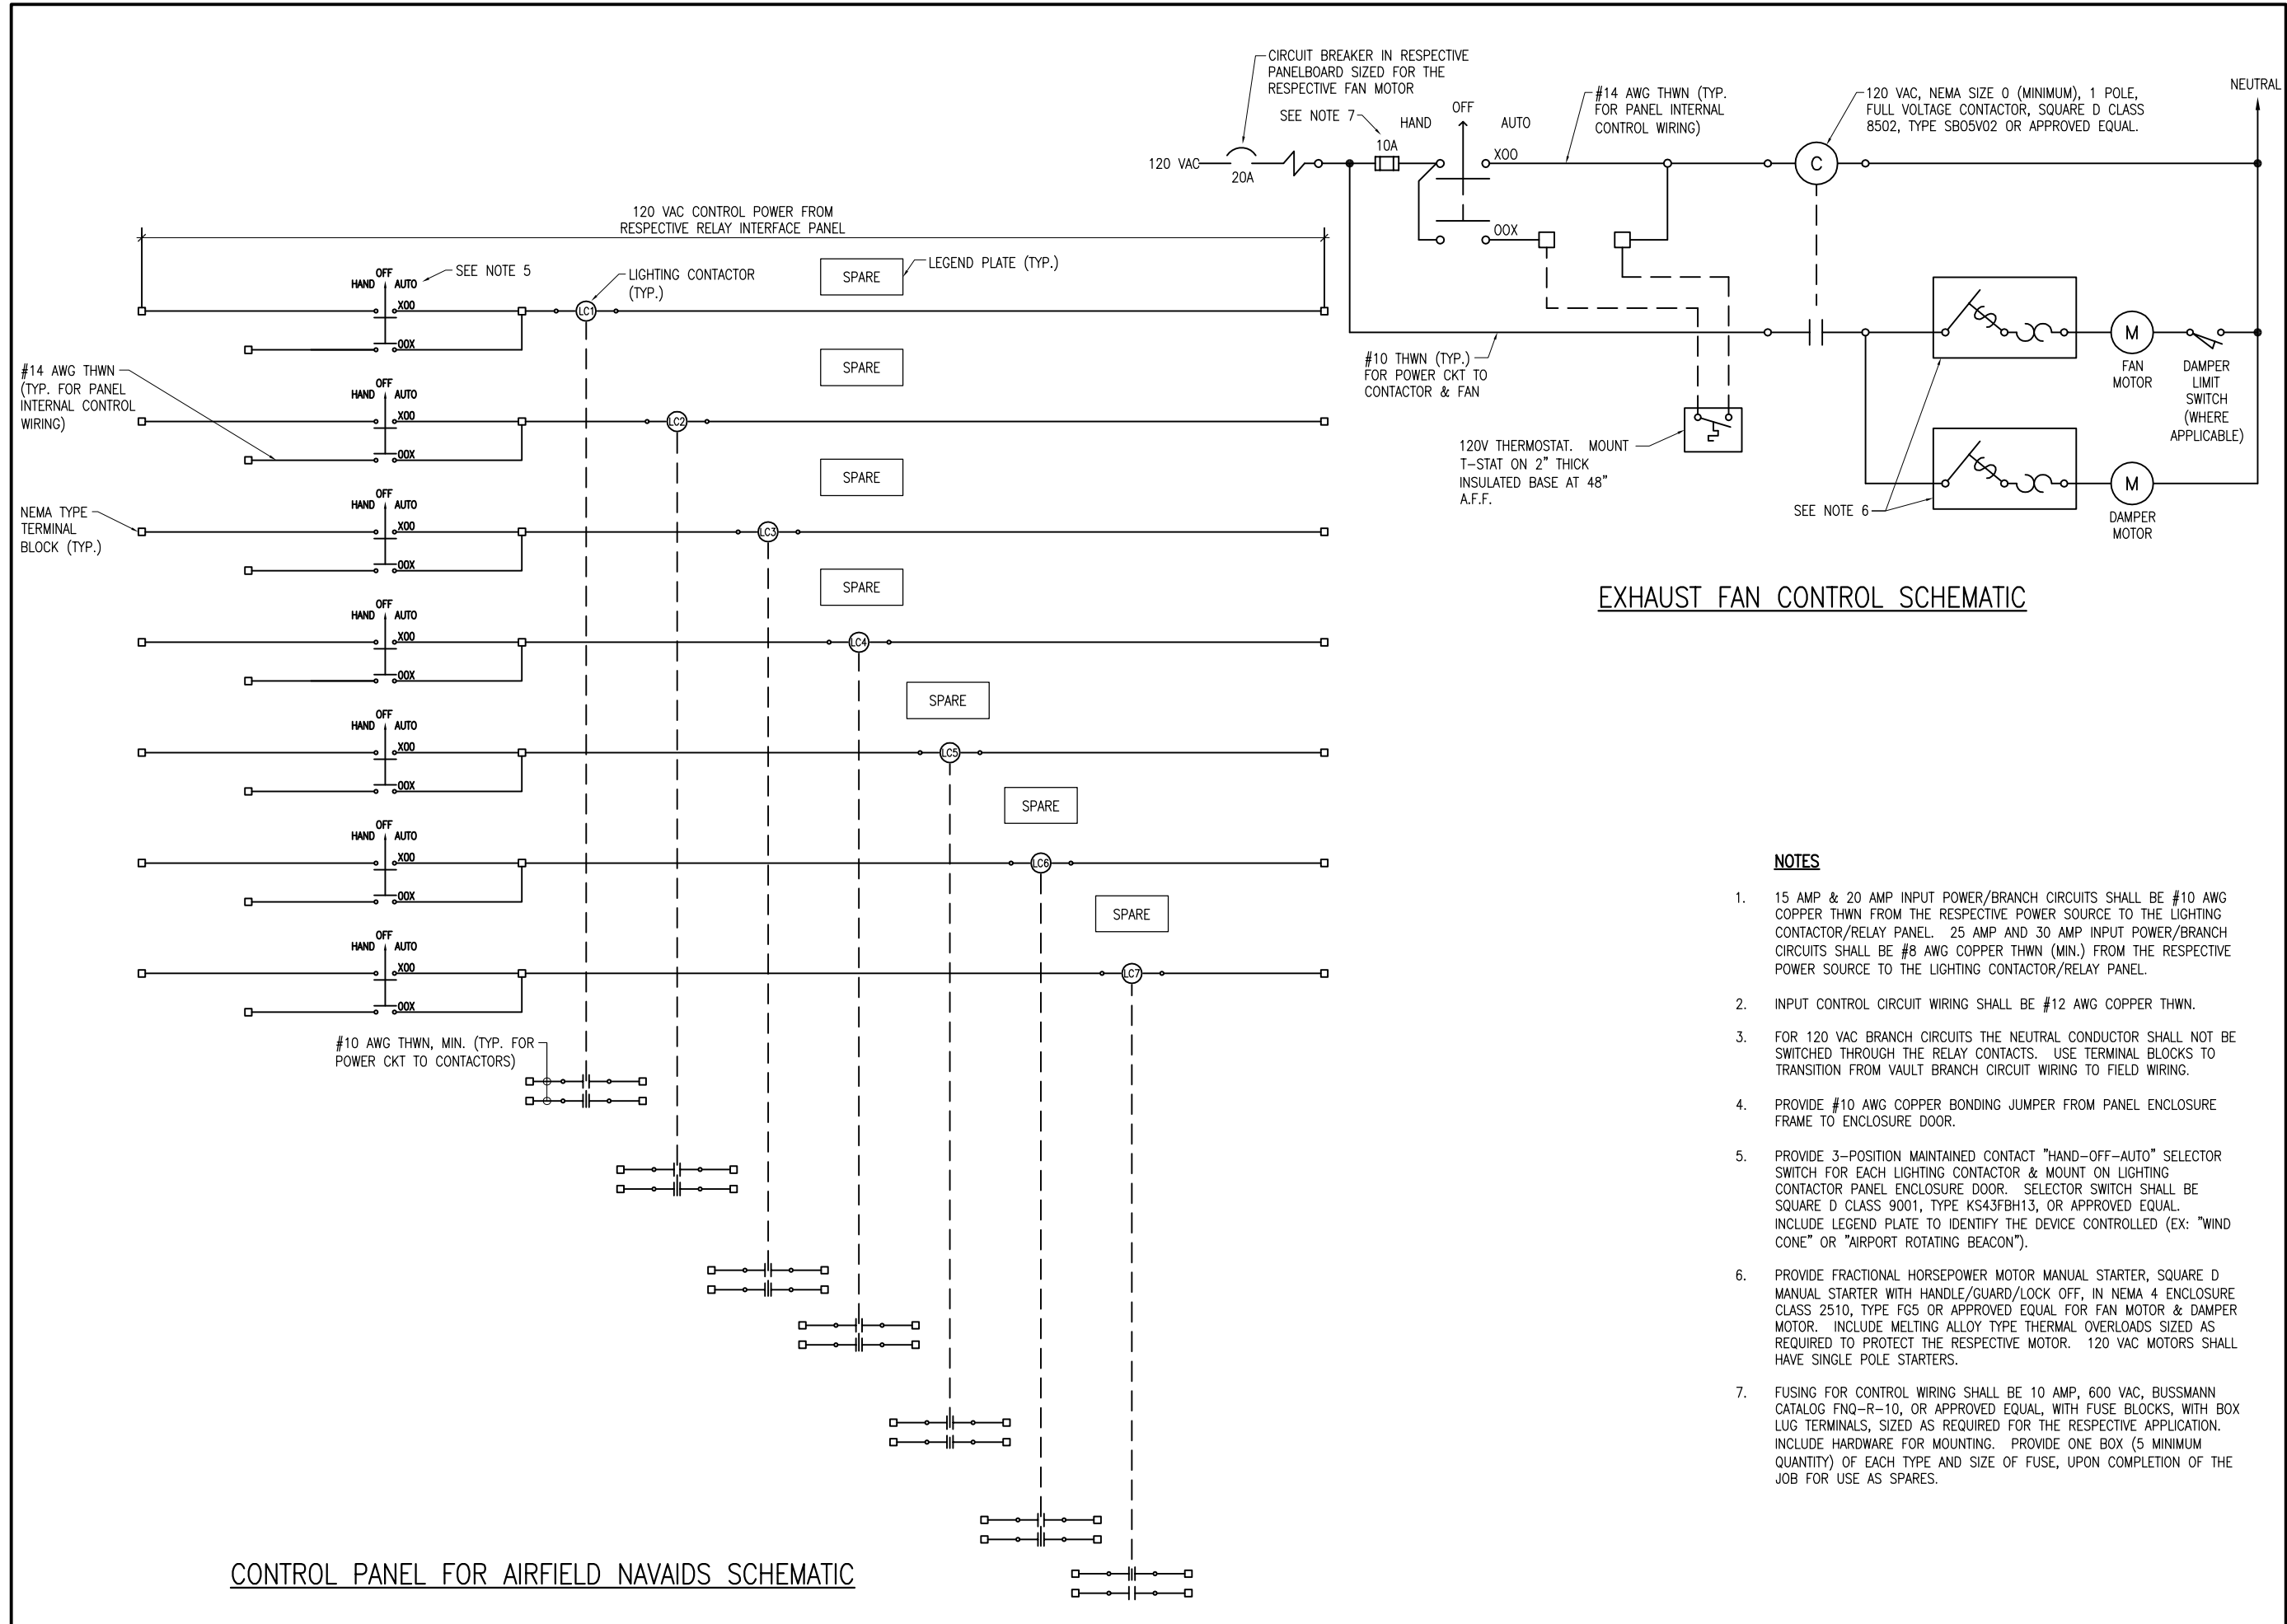 120 VAC CONTROL POWER FROM
RESPECTIVE RELAY INTERFACE PANEL
SEE NOTE 5
LIGHTING CONTACTOR
(TYP.)
SPARE
LEGEND PLATE (TYP.)
OFF
HAND AUTO
X00
LC1
OOX
#14 AWG THWN
(TYP. FOR PANEL
INTERNAL CONTROL
WIRING)
SPARE
OFF
HAND AUTO
X00
LC2
OOX
SPARE
NEMA TYPE
TERMINAL
BLOCK (TYP.)
OFF
HAND AUTO
X00
LC3
OOX
SPARE
OFF
HAND AUTO
X00
LC4
OOX
SPARE
OFF
HAND AUTO
X00
LC5
OOX
SPARE
OFF
HAND AUTO
X00
LC6
OOX
SPARE
OFF
HAND AUTO
X00
LC7
OOX
#10 AWG THWN, MIN. (TYP. FOR
POWER CKT TO CONTACTORS)
CONTROL PANEL FOR AIRFIELD NAVAIDS SCHEMATIC
CIRCUIT BREAKER IN RESPECTIVE
PANELBOARD SIZED FOR THE
RESPECTIVE FAN MOTOR
SEE NOTE 7
HAND OFF AUTO
120 VAC
20A
10A
XOO
OOX
#14 AWG THWN (TYP.
FOR PANEL INTERNAL
CONTROL WIRING)
120 VAC, NEMA SIZE 0 (MINIMUM), 1 POLE,
FULL VOLTAGE CONTACTOR, SQUARE D CLASS
8502, TYPE SBO5V02 OR APPROVED EQUAL.
NEUTRAL
C
#10 THWN (TYP.)
FOR POWER CKT TO
CONTACTOR & FAN
M
FAN
MOTOR
DAMPER
LIMIT
SWITCH
(WHERE
APPLICABLE)
120V THERMOSTAT. MOUNT
T-STAT ON 2" THICK
INSULATED BASE AT 48"
A.F.F.
SEE NOTE 6
M
DAMPER
MOTOR
EXHAUST FAN CONTROL SCHEMATIC
NOTES
1. 15 AMP & 20 AMP INPUT POWER/BRANCH CIRCUITS SHALL BE #10 AWG
COPPER THWN FROM THE RESPECTIVE POWER SOURCE TO THE LIGHTING
CONTACTOR/RELAY PANEL. 25 AMP AND 30 AMP INPUT POWER/BRANCH
CIRCUITS SHALL BE #8 AWG COPPER THWN (MIN.) FROM THE RESPECTIVE
POWER SOURCE TO THE LIGHTING CONTACTOR/RELAY PANEL.
2. INPUT CONTROL CIRCUIT WIRING SHALL BE #12 AWG COPPER THWN.
3. FOR 120 VAC BRANCH CIRCUITS THE NEUTRAL CONDUCTOR SHALL NOT BE
SWITCHED THROUGH THE RELAY CONTACTS. USE TERMINAL BLOCKS TO
TRANSITION FROM VAULT BRANCH CIRCUIT WIRING TO FIELD WIRING.
4. PROVIDE #10 AWG COPPER BONDING JUMPER FROM PANEL ENCLOSURE
FRAME TO ENCLOSURE DOOR.
5. PROVIDE 3-POSITION MAINTAINED CONTACT "HAND-OFF-AUTO" SELECTOR
SWITCH FOR EACH LIGHTING CONTACTOR & MOUNT ON LIGHTING
CONTACTOR PANEL ENCLOSURE DOOR. SELECTOR SWITCH SHALL BE
SQUARE D CLASS 9001, TYPE KS43FBH13, OR APPROVED EQUAL.
INCLUDE LEGEND PLATE TO IDENTIFY THE DEVICE CONTROLLED (EX: "WIND
CONE" OR "AIRPORT ROTATING BEACON").
6. PROVIDE FRACTIONAL HORSEPOWER MOTOR MANUAL STARTER, SQUARE D
MANUAL STARTER WITH HANDLE/GUARD/LOCK OFF, IN NEMA 4 ENCLOSURE
CLASS 2510, TYPE FG5 OR APPROVED EQUAL FOR FAN MOTOR & DAMPER
MOTOR. INCLUDE MELTING ALLOY TYPE THERMAL OVERLOADS SIZED AS
REQUIRED TO PROTECT THE RESPECTIVE MOTOR. 120 VAC MOTORS SHALL
HAVE SINGLE POLE STARTERS.
7. FUSING FOR CONTROL WIRING SHALL BE 10 AMP, 600 VAC, BUSSMANN
CATALOG FNQ-R-10, OR APPROVED EQUAL, WITH FUSE BLOCKS, WITH BOX
LUG TERMINALS, SIZED AS REQUIRED FOR THE RESPECTIVE APPLICATION.
INCLUDE HARDWARE FOR MOUNTING. PROVIDE ONE BOX (5 MINIMUM
QUANTITY) OF EACH TYPE AND SIZE OF FUSE, UPON COMPLETION OF THE
JOB FOR USE AS SPARES.